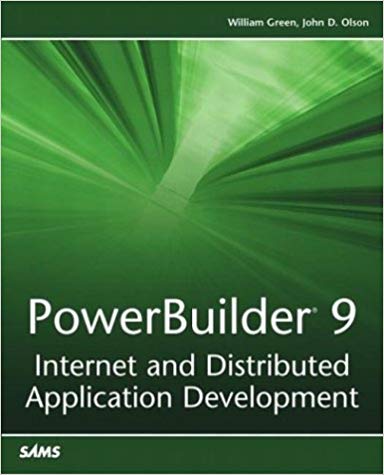 William Green, John D. Olson
PowerBuilder® 9
Internet and Distributed
Application Development
SAMS